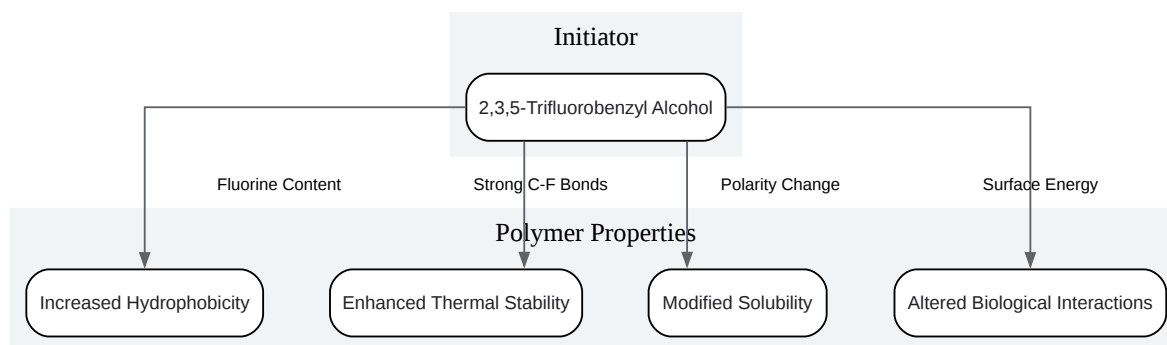 Initiator
2,3,5-Trifluorobenzyl Alcohol
Fluorine Content
Strong C-F Bonds
Polarity Change
Surface Energy
Polymer Properties
Increased Hydrophobicity
Enhanced Thermal Stability
Modified Solubility
Altered Biological Interactions